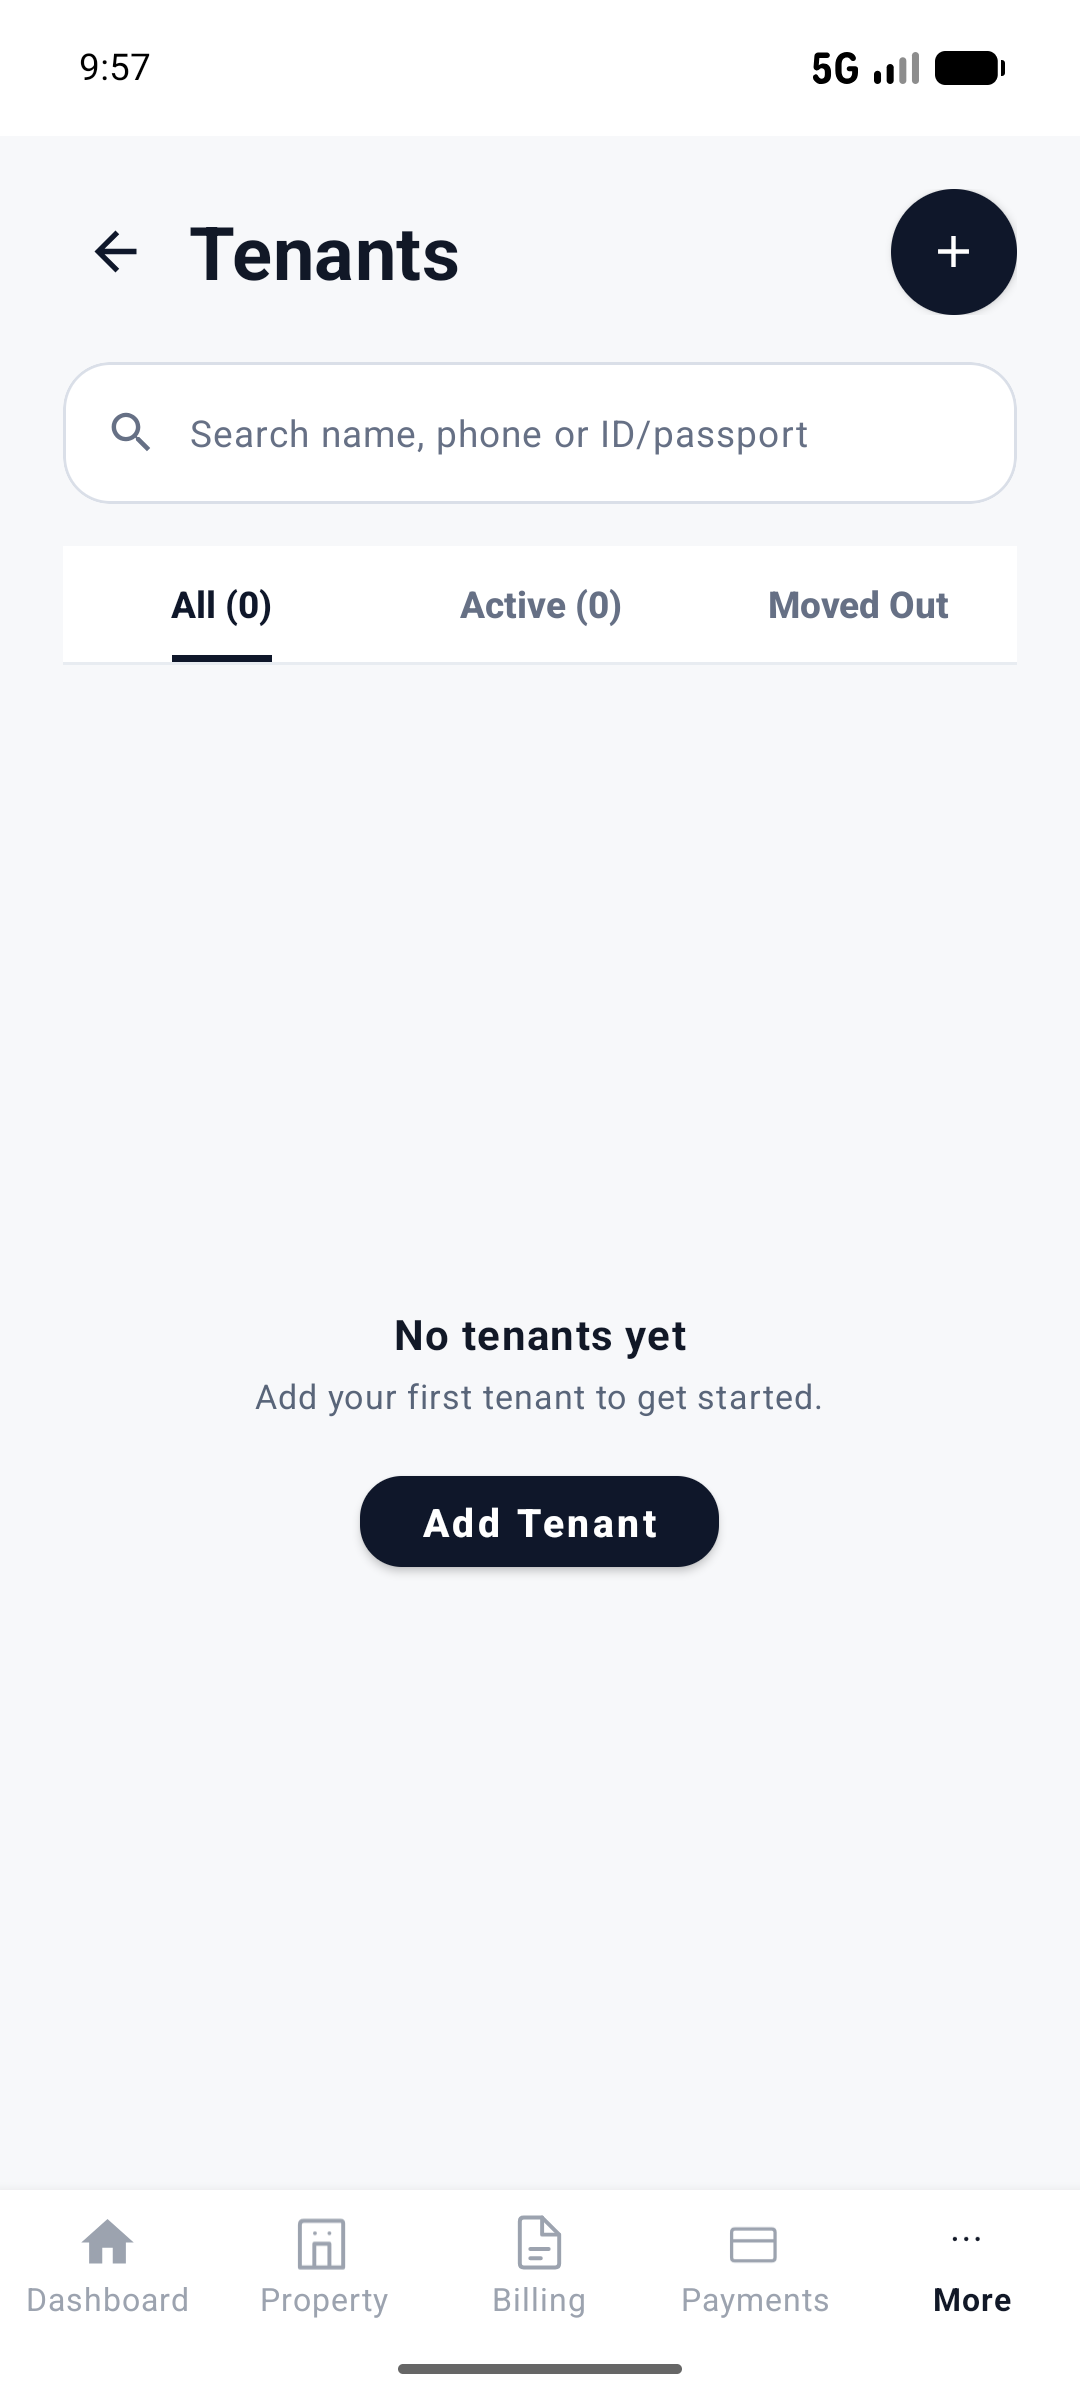 9:57
5G
Tenants
Search name, phone or ID/passport
All (0)
Active (0)
Moved Out
No tenants yet
Add your first tenant to get started.
Add Tenant
Dashboard
Property
Billing
Payments
More